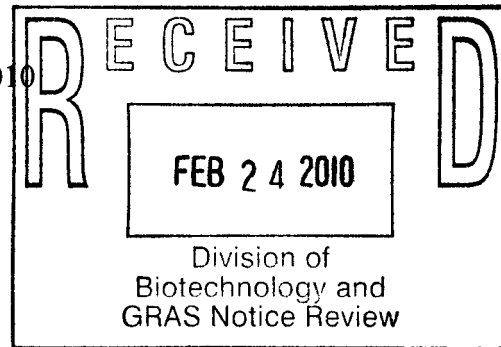 RECEIVED
FEB 24 2010
Division of
Biotechnology and
GRAS Notice Review